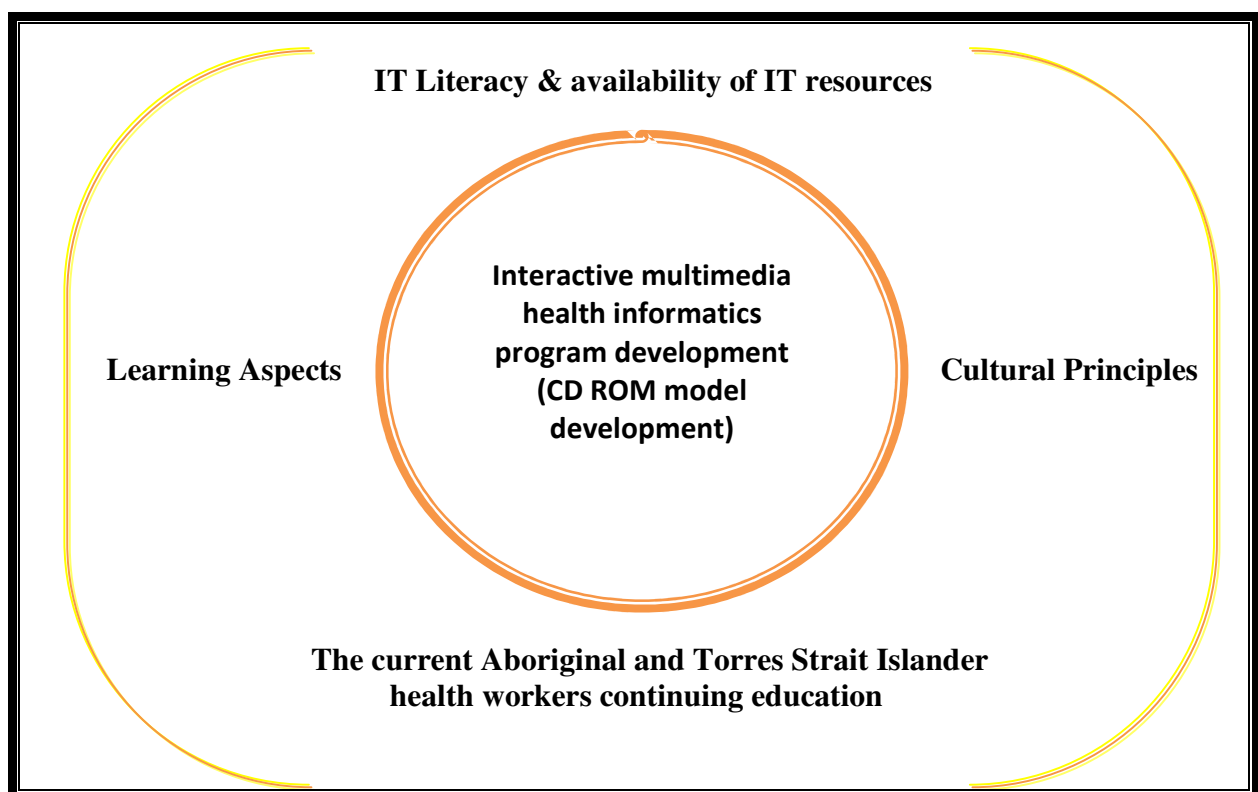 IT Literacy & availability of IT resources
Interactive multimedia
health informatics
program development
(CD ROM model
development)
Learning Aspects
Cultural Principles
The current Aboriginal and Torres Strait Islander
health workers continuing education